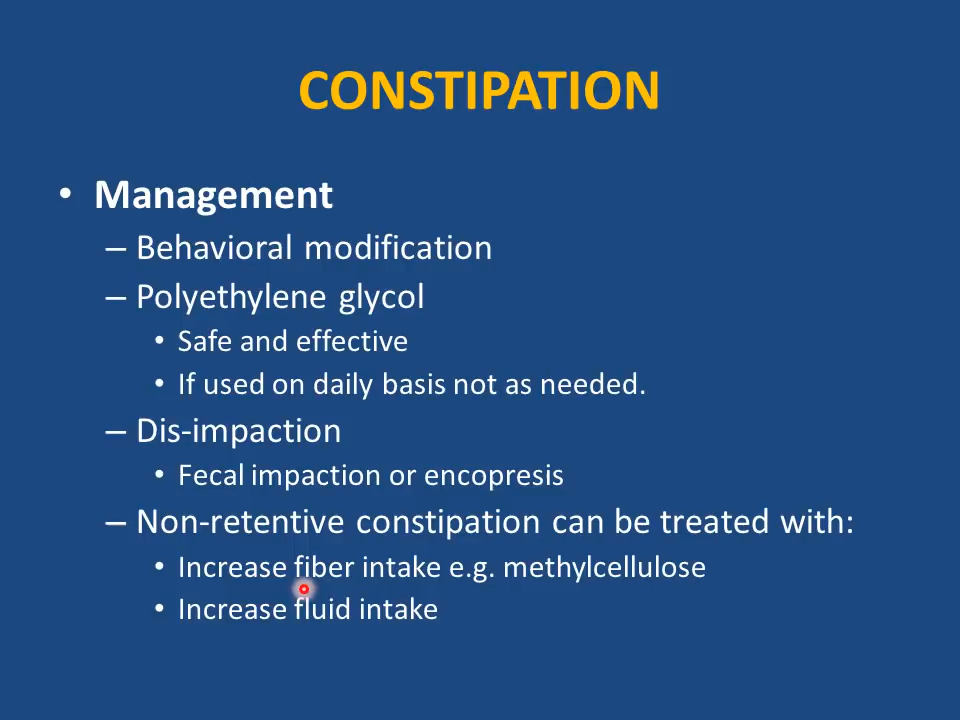 CONSTIPATION
• Management
– Behavioral modification
– Polyethylene glycol
• Safe and effective
• If used on daily basis not as needed.
– Dis-impaction
• Fecal impaction or encopresis
– Non-retentive constipation can be treated with:
• Increase fiber intake e.g. methylcellulose
• Increase fluid intake